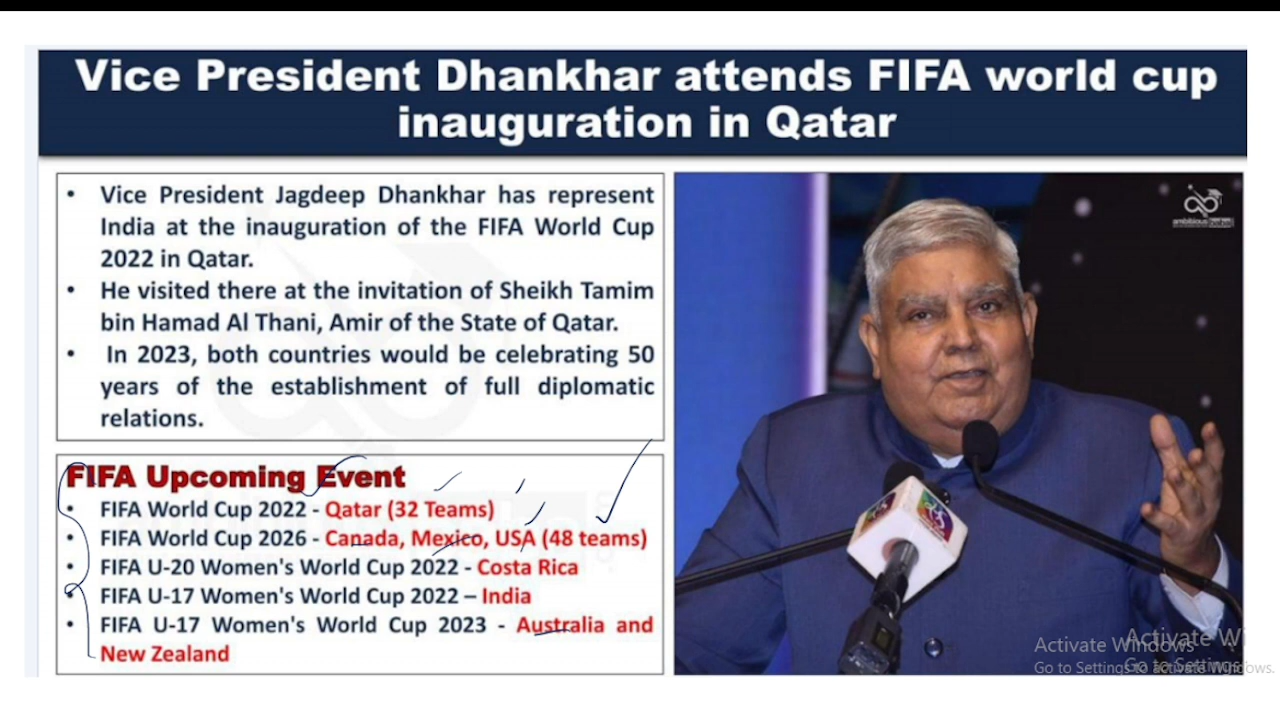 Vice President Dhankhar attends FIFA world cup
inauguration in Qatar
• Vice President Jagdeep Dhankhar has represent
India at the inauguration of the FIFA World Cup
2022 in Qatar.
• He visited there at the invitation of Sheikh Tamim
bin Hamad Al Thani, Amir of the State of Qatar.
• In 2023, both countries would be celebrating 50
years of the establishment of full diplomatic
relations.
FIFA Upcoming Event
• FIFA World Cup 2022 - Qatar (32 Teams)
• FIFA World Cup 2026 - Canada, Mexico, USA (48 teams)
• FIFA U-20 Women's World Cup 2022 - Costa Rica
• FIFA U-17 Women's World Cup 2022 – India
• FIFA U-17 Women's World Cup 2023 - Australia and
New Zealand
ambitious
Activate Windows
Go to Settings to activate Windows.
Activate Wi
Go to Settings